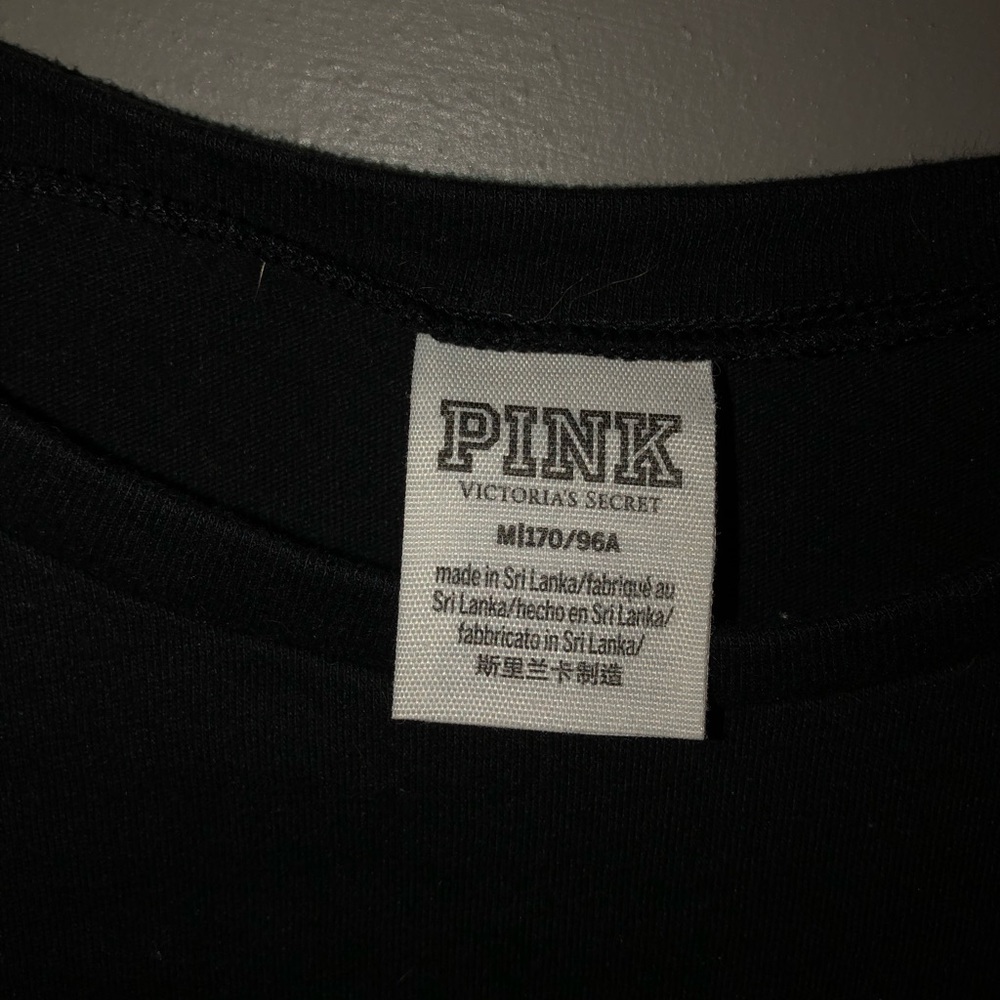 PINK
VICTORIA'S SECRET
M|170/96A
made in Sri Lanka/fabriqué au
Sri Lanka/hecho en Sri Lanka/
fabbricato in Sri Lanka/
斯里兰卡制造